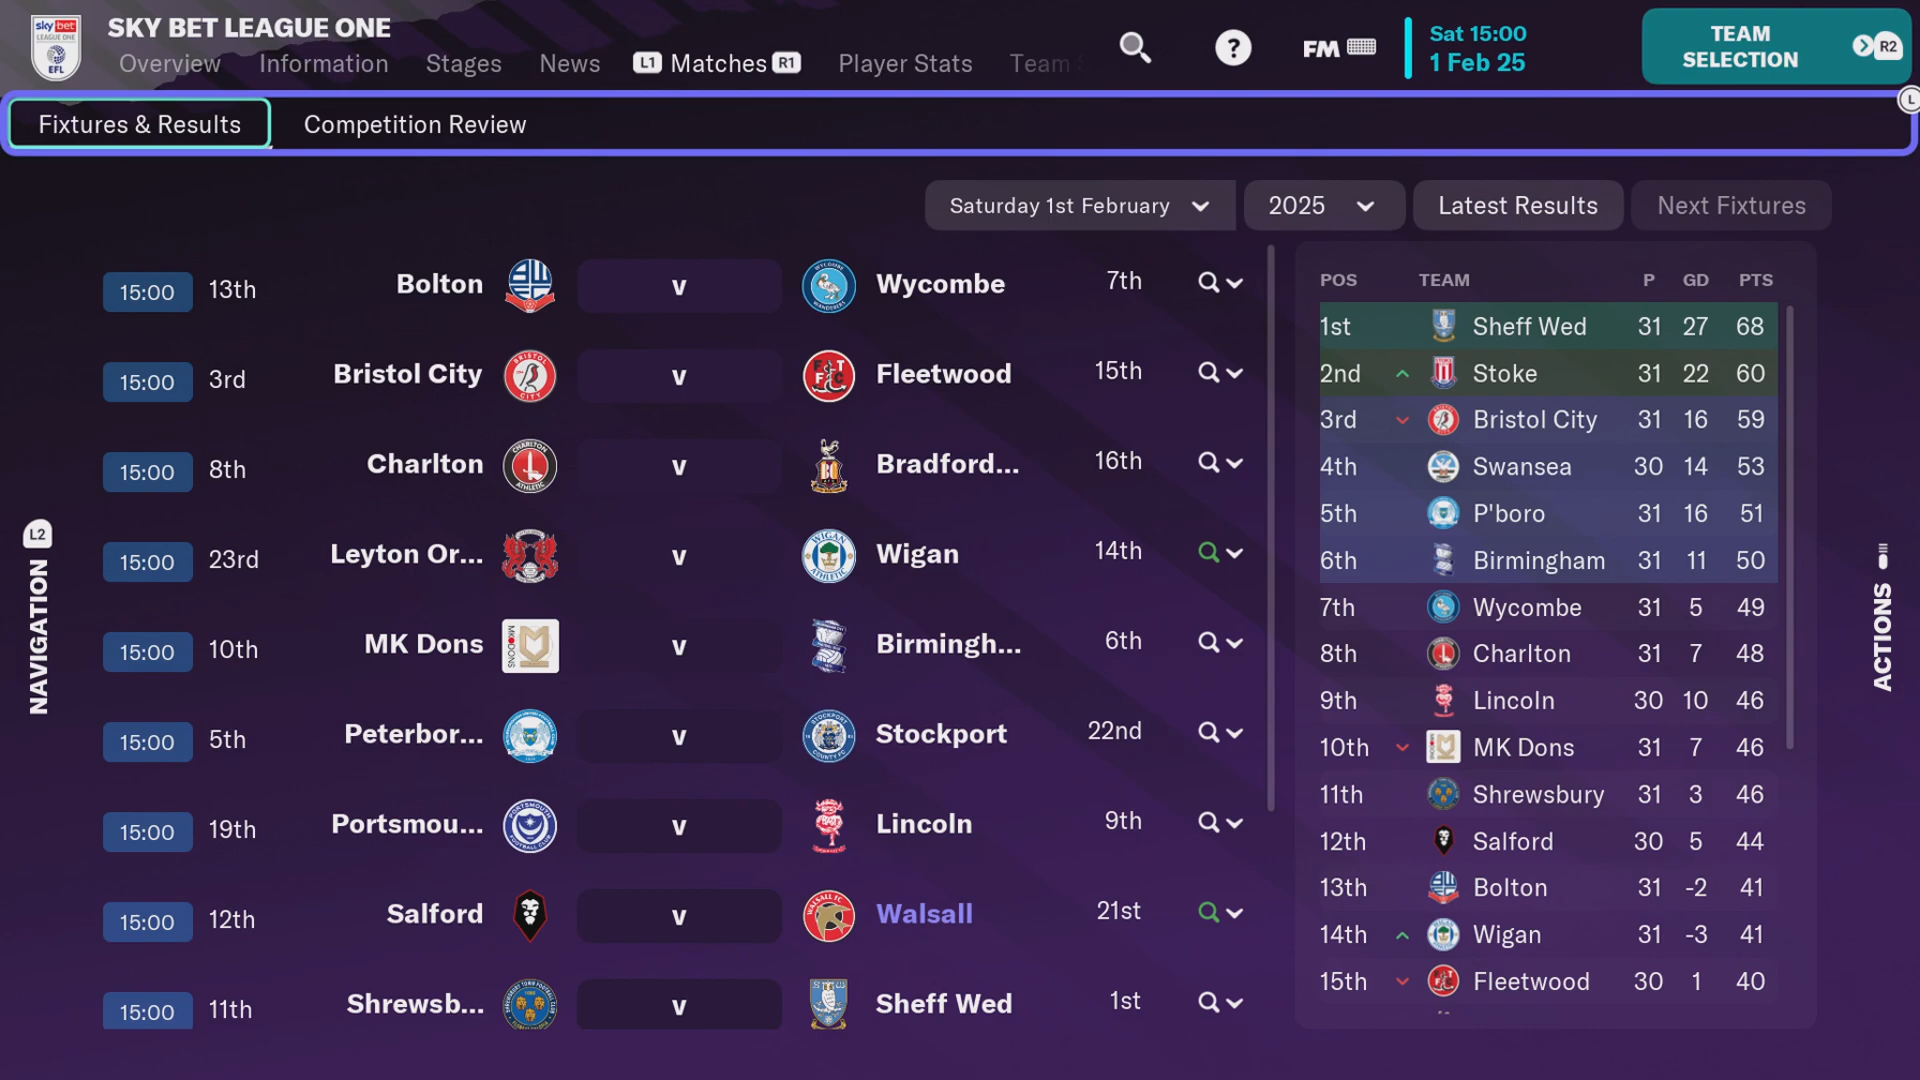 SKY BET LEAGUE ONE
Overview Information Stages News L1 Matches R1 Player Stats Team S
? FM Sat 15:00
1 Feb 25
TEAM
SELECTION R2
L
Fixtures & Results Competition Review
Saturday 1st February 2025 Latest Results Next Fixtures
15:00 13th Bolton v Wycombe 7th
15:00 3rd Bristol City v Fleetwood 15th
15:00 8th Charlton v Bradford... 16th
15:00 23rd Leyton Or... v Wigan 14th
15:00 10th MK Dons v Birmingh... 6th
15:00 5th Peterbor... v Stockport 22nd
15:00 19th Portsmou... v Lincoln 9th
15:00 12th Salford v Walsall 21st
15:00 11th Shrewsb... v Sheff Wed 1st
POS TEAM P GD PTS
1st Sheff Wed 31 27 68
2nd Stoke 31 22 60
3rd Bristol City 31 16 59
4th Swansea 30 14 53
5th P'boro 31 16 51
6th Birmingham 31 11 50
7th Wycombe 31 5 49
8th Charlton 31 7 48
9th Lincoln 30 10 46
10th MK Dons 31 7 46
11th Shrewsbury 31 3 46
12th Salford 30 5 44
13th Bolton 31 -2 41
14th Wigan 31 -3 41
15th Fleetwood 30 1 40
L2
NAVIGATION
ACTIONS
sky bet
LEAGUE ONE
EFL